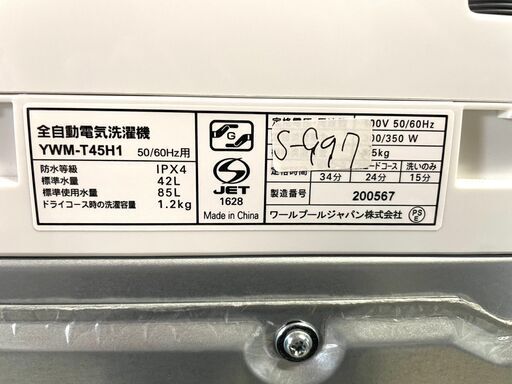 全自動電気洗濯機
YWM-T45H1 50/60Hz用
防水等級 IPX4
標準水量 42L
標準使用水量 85L
ドライコース時の洗濯容量 1.2kg
G
S
JET
1628
Made in China
S-997
00V 50/60Hz
00/350 W
5kg
ードコース 洗いのみ
34分 24分 15分
製造番号 200567
ワールプールジャパン株式会社
PS
E